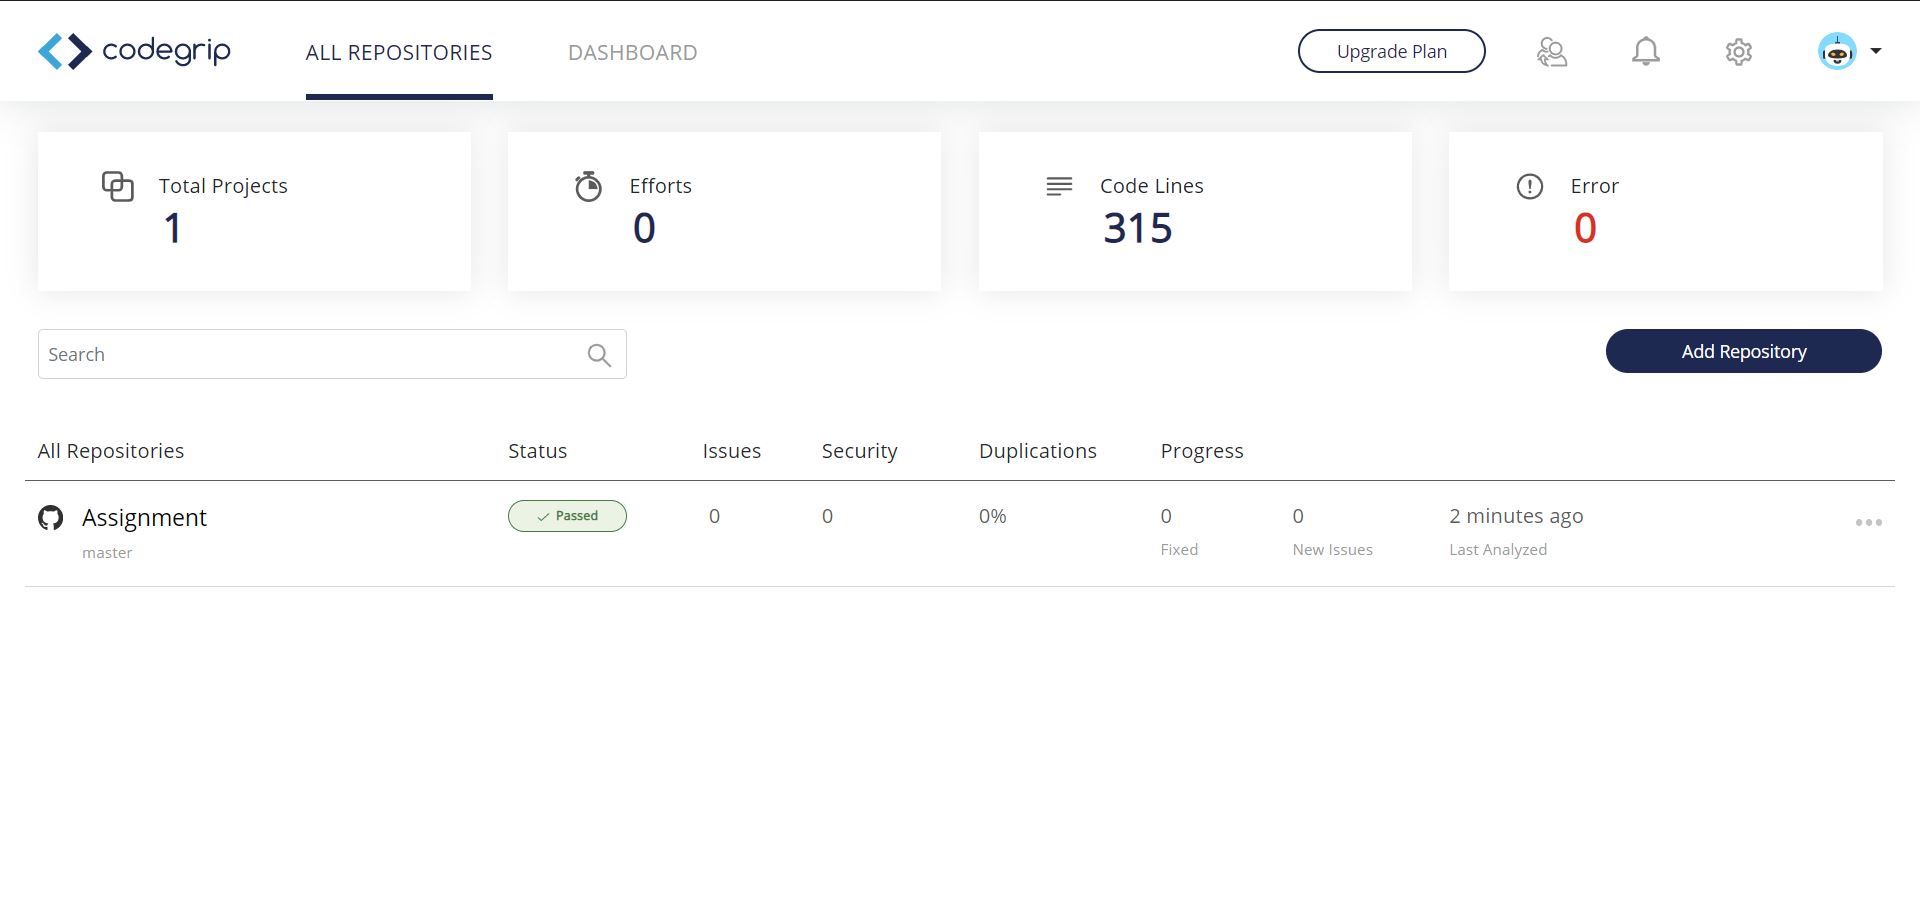 codegrip ALL REPOSITORIES DASHBOARD Upgrade Plan
Total Projects
1
Efforts
0
Code Lines
315
Error
0
Search
Add Repository
All Repositories Status Issues Security Duplications Progress
Assignment Passed 0 0 0% 0 0 2 minutes ago
master Fixed New Issues Last Analyzed